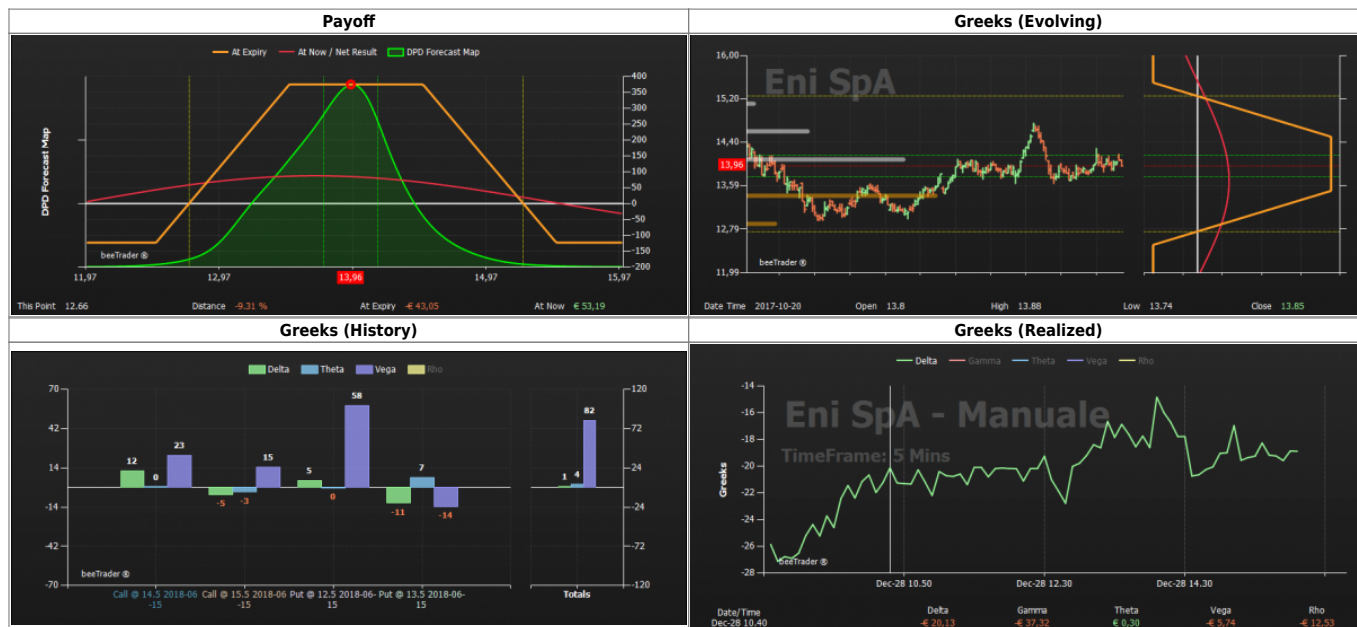 Payoff
Greeks (Evolving)
At Expiry
At Now / Net Result
DPD Forecast Map
400
350
300
250
200
150
100
50
0
-50
-100
-150
-200
DPD Forecast Map
beeTrader ®
11,97
12,97
13,96
14,97
15,97
This Point 12.66 Distance -9.31 % At Expiry -€ 43,05 At Now € 53,19
16,00
15,20
14,40
13,96
13,59
12,79
11,99
Eni SpA
beeTrader ®
Date Time 2017-10-20 Open 13.8 High 13.88 Low 13.74 Close 13.85
Greeks (History)
Greeks (Realized)
Delta Theta Vega Rho
70
42
14
-14
-42
-70
12
0
23
-5
-3
15
5
0
58
-11
7
-14
1
4
82
120
72
24
-24
-72
-120
beeTrader ®
Call @ 14.5 2018-06 Call @ 15.5 2018-06 Put @ 12.5 2018-06- Put @ 13.5 2018-06-
-15 -15 15 15
Totals
Delta Gamma Theta Vega Rho
-14
-16
-18
-20
-22
-24
-26
-28
Greeks
Eni SpA - Manuale
TimeFrame: 5 Mins
beeTrader ®
Dec-28 10.50
Dec-28 12.30
Dec-28 14.30
Date/Time Delta Gamma Theta Vega Rho
Dec-28 10.40 -€ 20,13 -€ 37,32 € 0,30 -€ 5,74 -€ 12,53